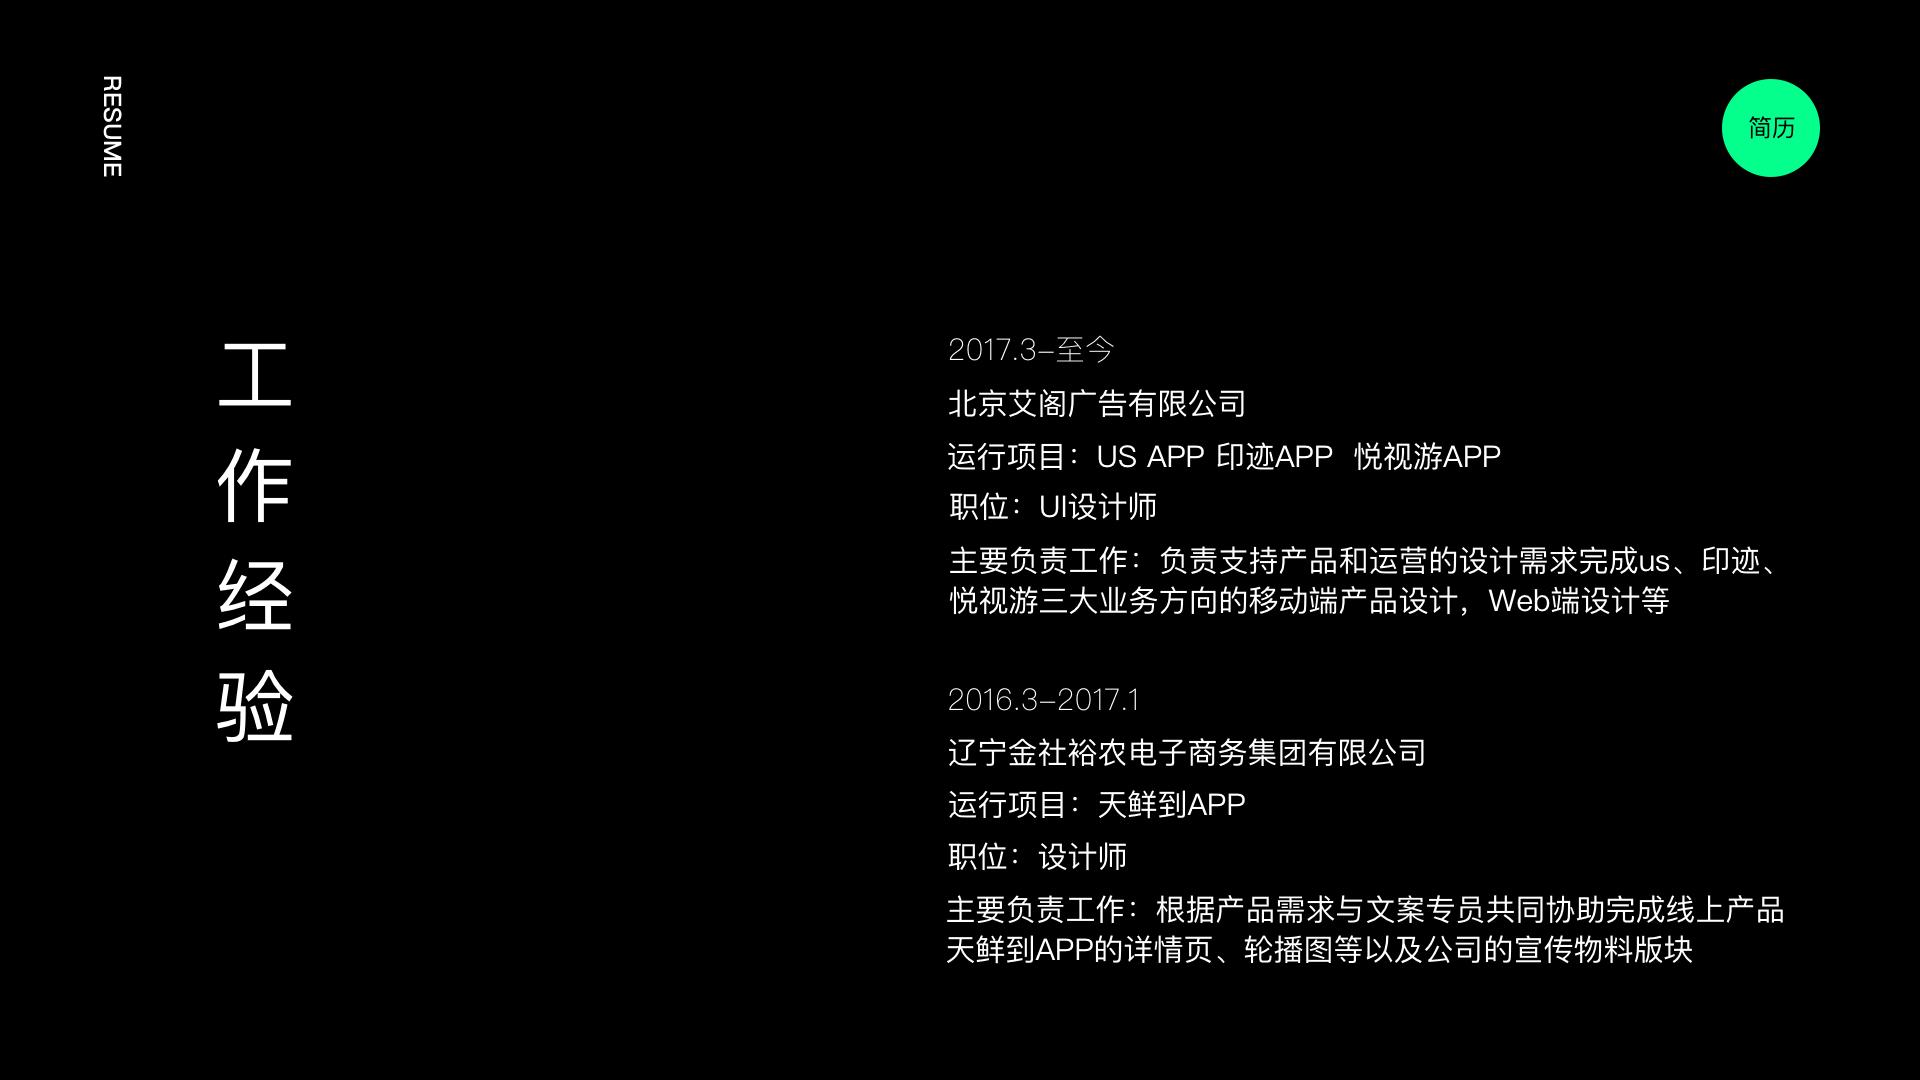 RESUME
简历
工作经验
2017.3-至今
北京艾阁广告有限公司
运行项目：US APP 印迹APP 悦视游APP
职位：UI设计师
主要负责工作：负责支持产品和运营的设计需求完成us、印迹、
悦视游三大业务方向的移动端产品设计，Web端设计等
2016.3-2017.1
辽宁金社裕农电子商务集团有限公司
运行项目：天鲜到APP
职位：设计师
主要负责工作：根据产品需求与文案专员共同协助完成线上产品
天鲜到APP的详情页、轮播图等以及公司的宣传物料版块